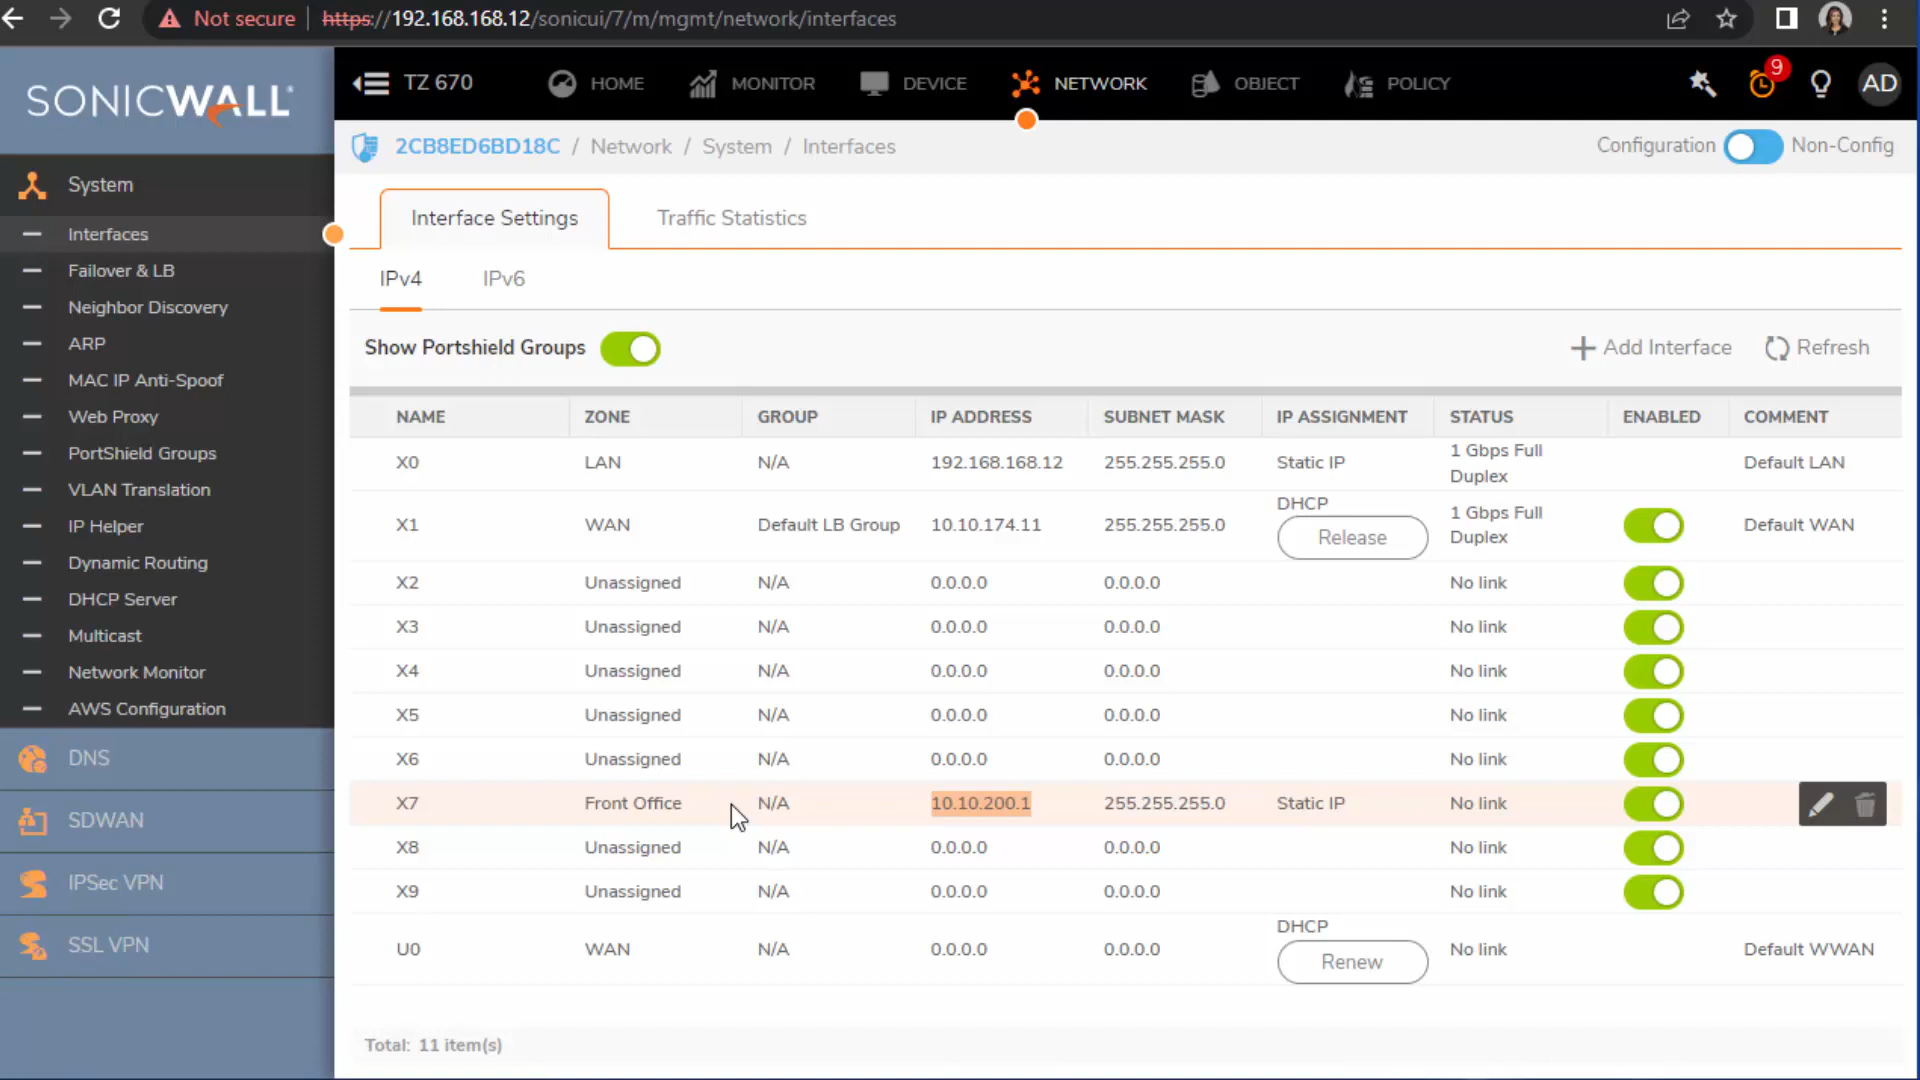 Not secure https://192.168.168.12/sonicui/7/m/mgmt/network/interfaces
SONICWALL
TZ 670 HOME MONITOR DEVICE NETWORK OBJECT POLICY 9 AD
2CB8ED6BD18C / Network / System / Interfaces Configuration Non-Config
System
Interfaces
Failover & LB
Neighbor Discovery
ARP
MAC IP Anti-Spoof
Web Proxy
PortShield Groups
VLAN Translation
IP Helper
Dynamic Routing
DHCP Server
Multicast
Network Monitor
AWS Configuration
DNS
SDWAN
IPSec VPN
SSL VPN
Interface Settings Traffic Statistics
IPv4 IPv6
Show Portshield Groups Add Interface Refresh
NAME ZONE GROUP IP ADDRESS SUBNET MASK IP ASSIGNMENT STATUS ENABLED COMMENT
X0 LAN N/A 192.168.168.12 255.255.255.0 Static IP 1 Gbps Full Duplex Default LAN
X1 WAN Default LB Group 10.10.174.11 255.255.255.0 DHCP Release 1 Gbps Full Duplex Default WAN
X2 Unassigned N/A 0.0.0.0 0.0.0.0 No link
X3 Unassigned N/A 0.0.0.0 0.0.0.0 No link
X4 Unassigned N/A 0.0.0.0 0.0.0.0 No link
X5 Unassigned N/A 0.0.0.0 0.0.0.0 No link
X6 Unassigned N/A 0.0.0.0 0.0.0.0 No link
X7 Front Office N/A 10.10.200.1 255.255.255.0 Static IP No link
X8 Unassigned N/A 0.0.0.0 0.0.0.0 No link
X9 Unassigned N/A 0.0.0.0 0.0.0.0 No link
U0 WAN N/A 0.0.0.0 0.0.0.0 DHCP Renew No link Default WWAN
Total: 11 item(s)